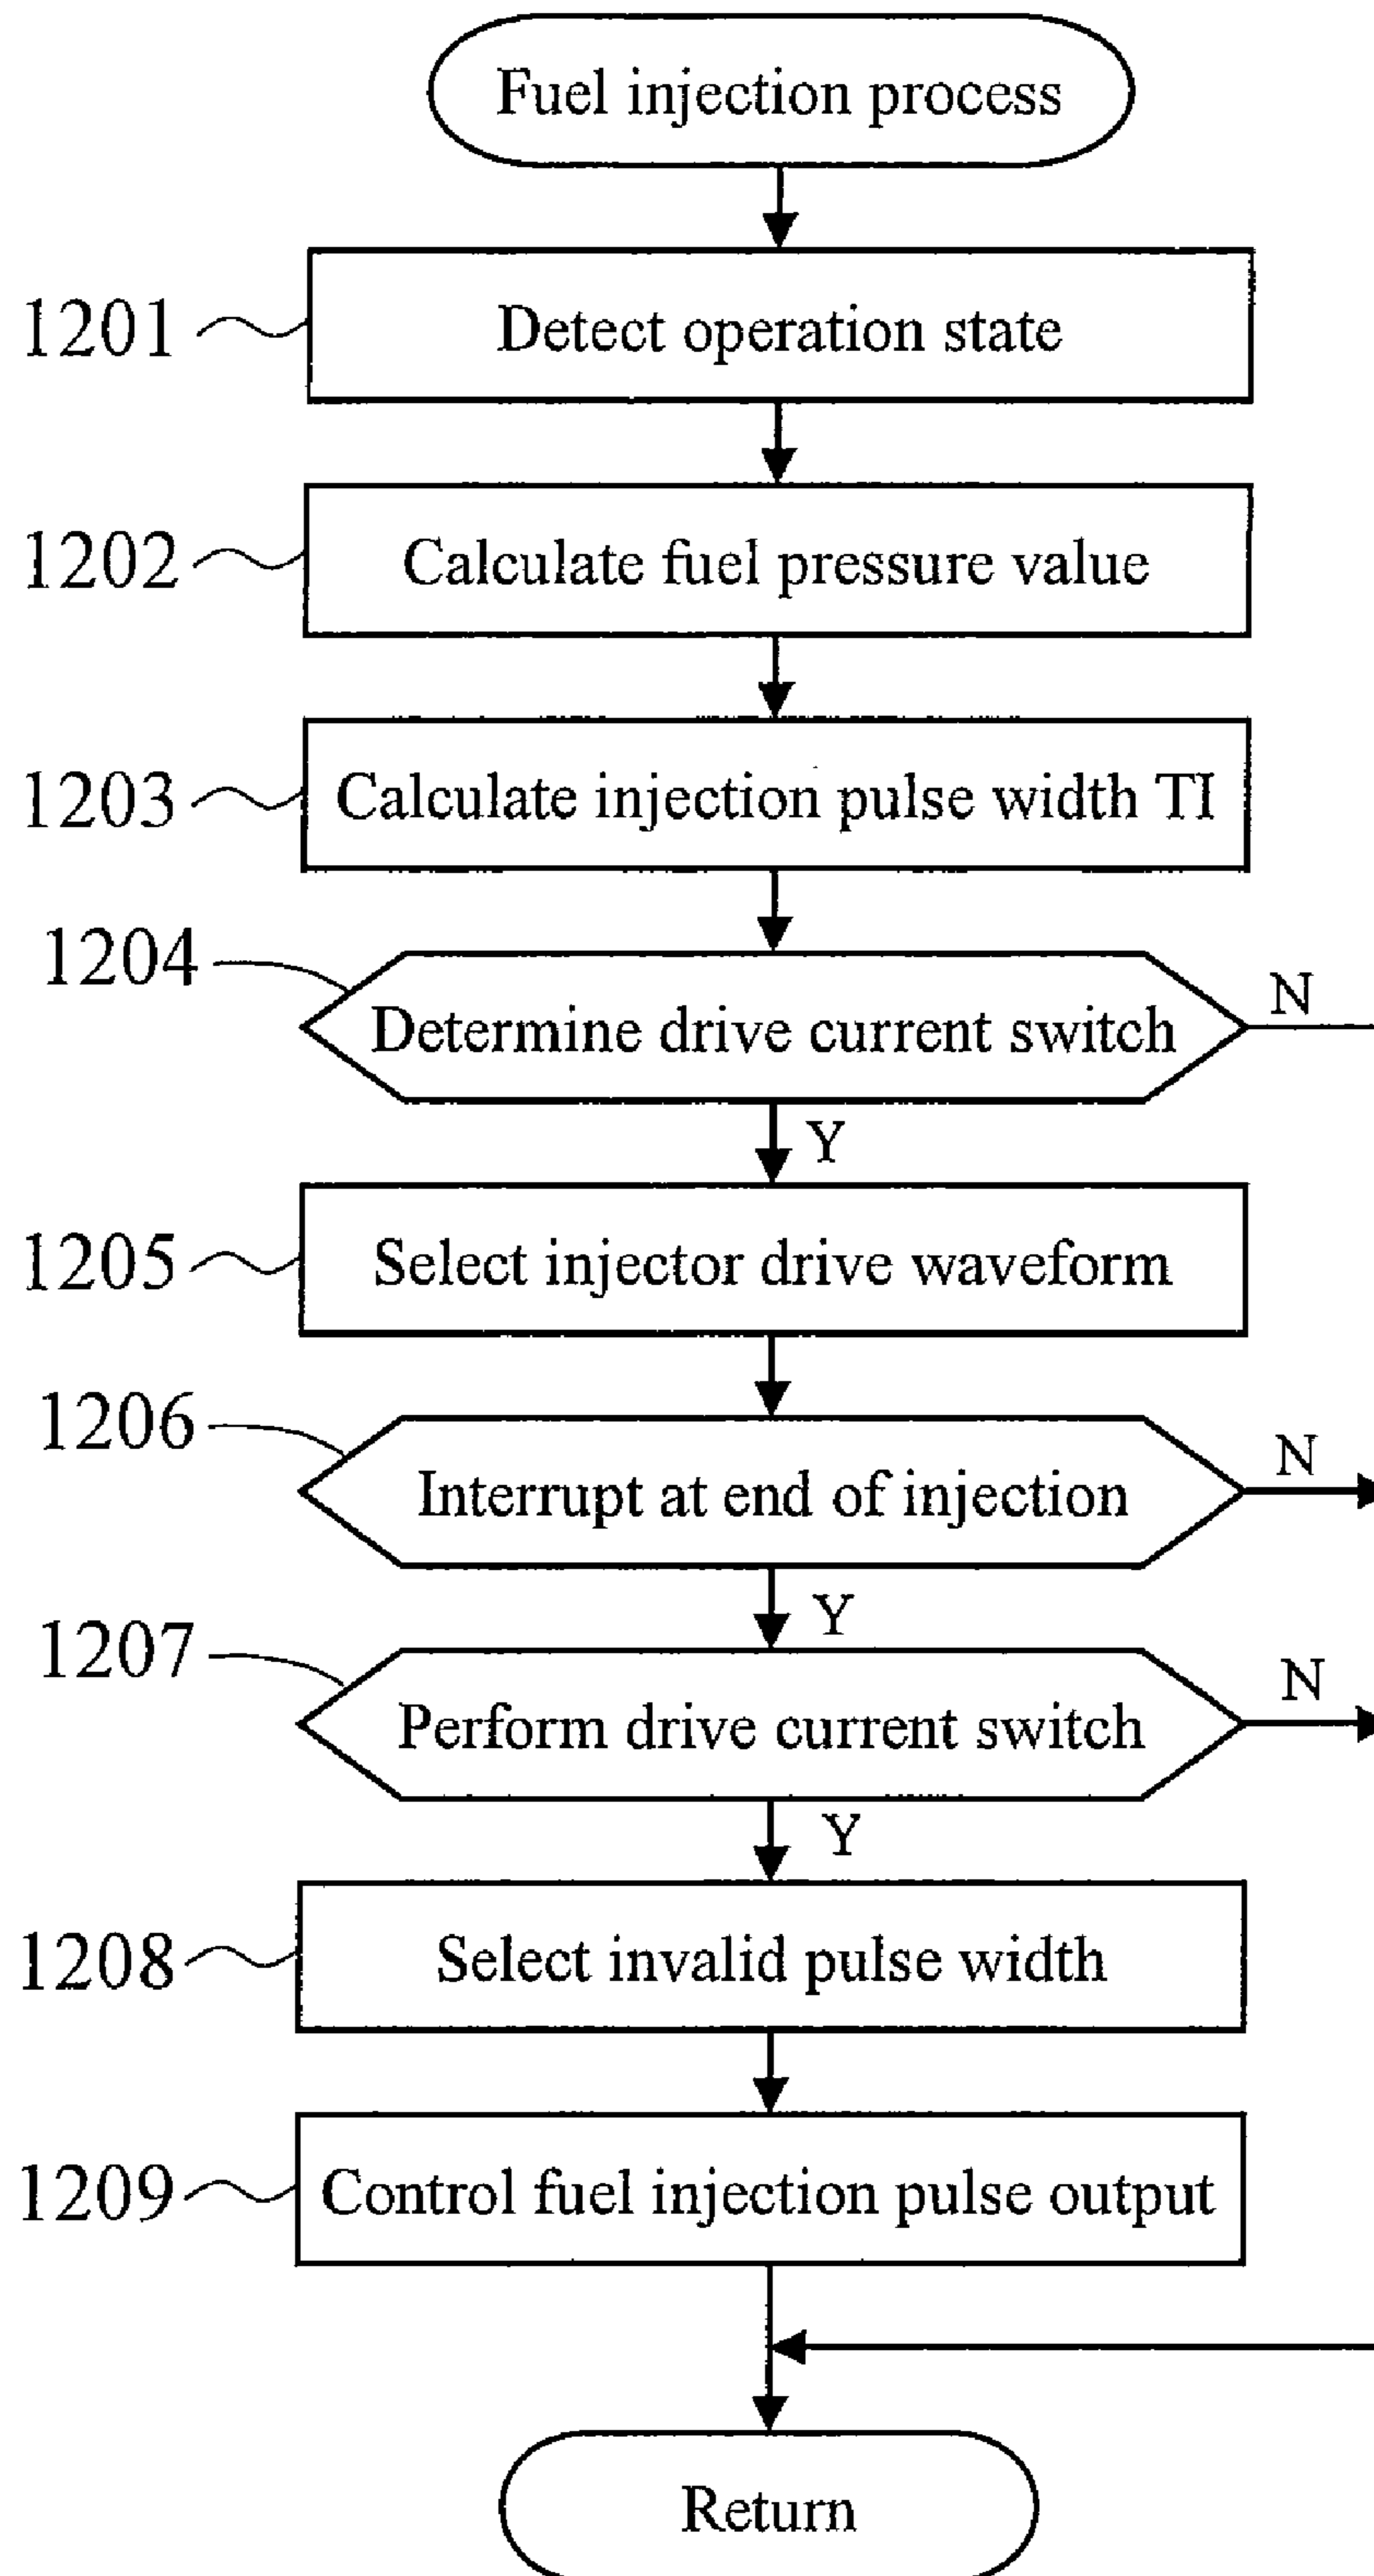 Fuel injection process
1201
Detect operation state
1202
Calculate fuel pressure value
1203
Calculate injection pulse width TI
1204
Determine drive current switch
N
Y
1205
Select injector drive waveform
1206
Interrupt at end of injection
N
Y
1207
Perform drive current switch
N
Y
1208
Select invalid pulse width
1209
Control fuel injection pulse output
Return